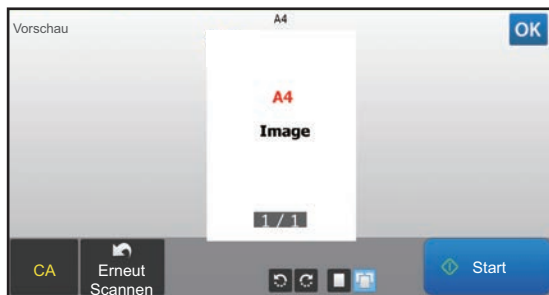 Vorschau
A4
OK
A4
Image
1 / 1
CA
Erneut
Scannen
Start